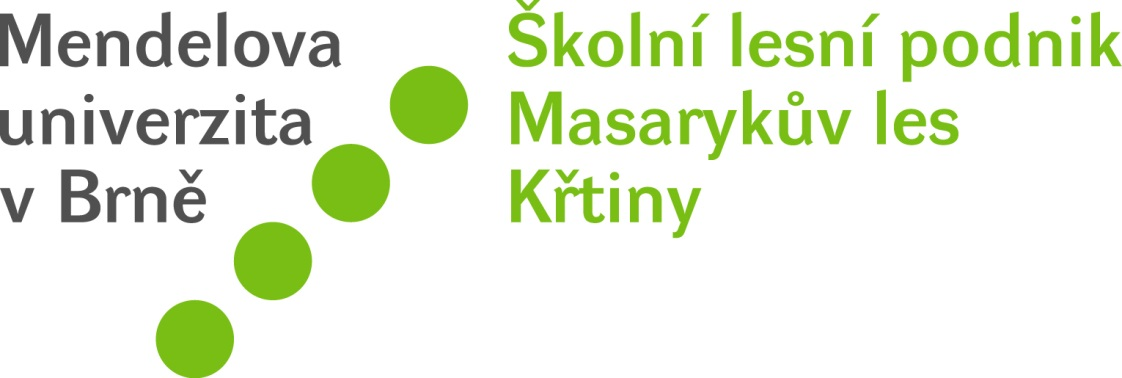 Mendelova
univerzita
v Brně
Školní lesní podnik
Masarykův les
Křtiny